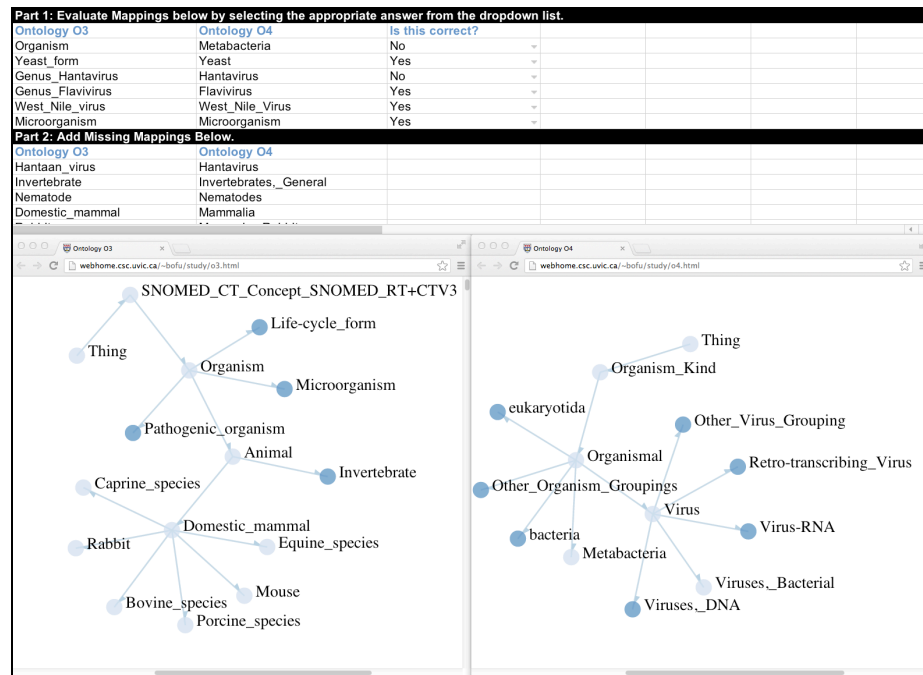 Part 1: Evaluate Mappings below by selecting the appropriate answer from the dropdown list.
Ontology O3 Ontology O4 Is this correct?
Organism Metabacteria No
Yeast_form Yeast Yes
Genus_Hantavirus Hantavirus No
Genus_Flavivirus Flavivirus Yes
West_Nile_virus West_Nile_Virus Yes
Microorganism Microorganism Yes
Part 2: Add Missing Mappings Below.
Ontology O3 Ontology O4
Hantaan_virus Hantavirus
Invertebrate Invertebrates,_General
Nematode Nematodes
Domestic_mammal Mammalia
Ontology O3
webhome.csc.uvic.ca/~bofu/study/o3.html
SNOMED_CT_Concept_SNOMED_RT+CTV3
Life-cycle_form
Thing
Organism
Microorganism
Pathogenic_organism
Animal
Invertebrate
Caprine_species
Domestic_mammal
Rabbit
Equine_species
Mouse
Bovine_species
Porcine_species
Ontology O4
webhome.csc.uvic.ca/~bofu/study/o4.html
Thing
Organism_Kind
eukaryotida
Other_Virus_Grouping
Organismal
Retro-transcribing_Virus
Other_Organism_Groupings
Virus
Virus-RNA
bacteria
Metabacteria
Viruses,_Bacterial
Viruses,_DNA